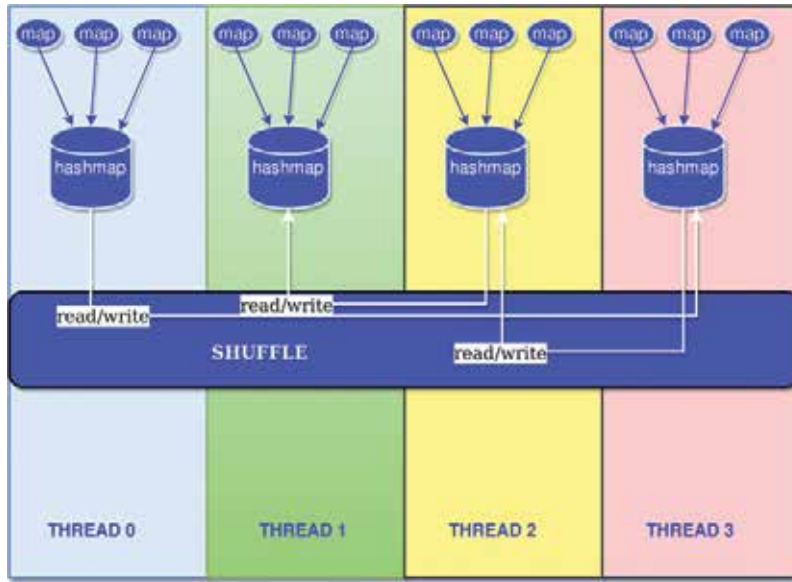 map map map map map map map map map map map map
hashmap hashmap hashmap hashmap
read/write
read/write
SHUFFLE
read/write
THREAD 0 THREAD 1 THREAD 2 THREAD 3